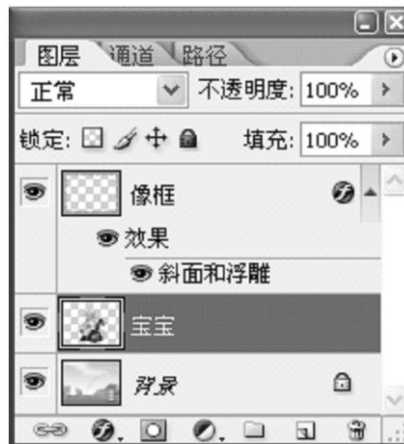 图层 通道 路径
正常 不透明度: 100%
锁定: 填充: 100%
像框
效果
斜面和浮雕
宝宝
背景